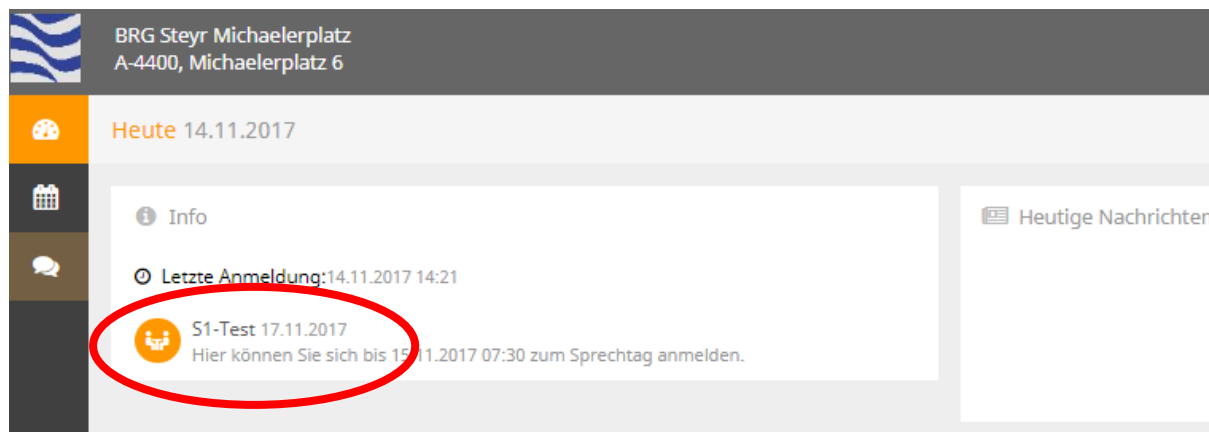 BRG Steyr Michaelerplatz
A-4400, Michaelerplatz 6
Heute 14.11.2017
Info
Letzte Anmeldung:14.11.2017 14:21
S1-Test 17.11.2017
Hier können Sie sich bis 15.11.2017 07:30 zum Sprechtag anmelden.
Heutige Nachrichten